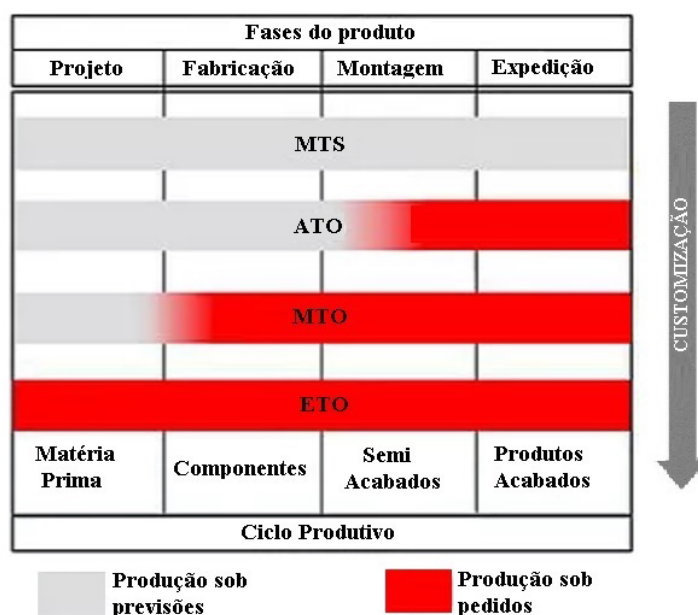 Fases do produto
Projeto
Fabricação
Montagem
Expedição
MTS
ATO
MTO
ETO
Matéria
Prima
Componentes
Semi
Acabados
Produtos
Acabados
Ciclo Produtivo
CUSTOMIZAÇÃO
Produção sob
previsões
Produção sob
pedidos